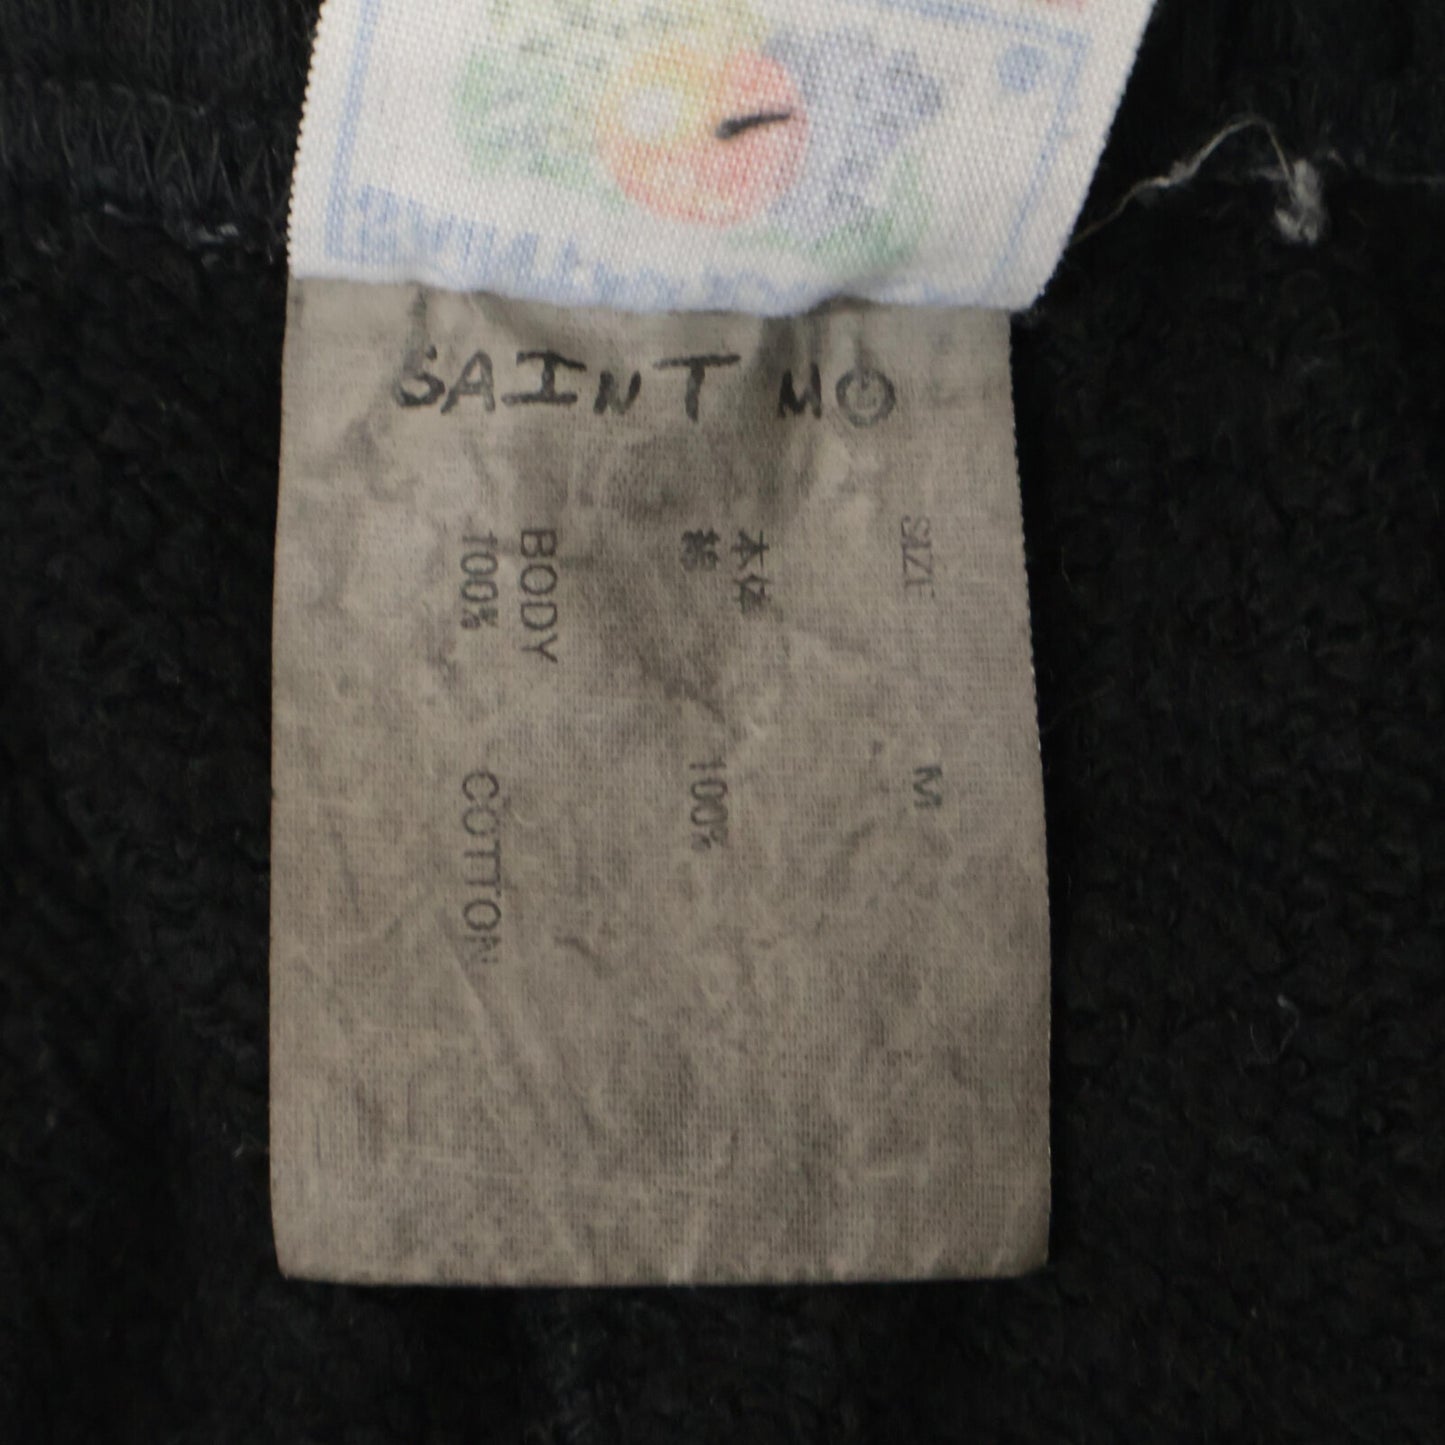 SAINT MO
SIZE M
本体
綿 100%
BODY
100% COTTON